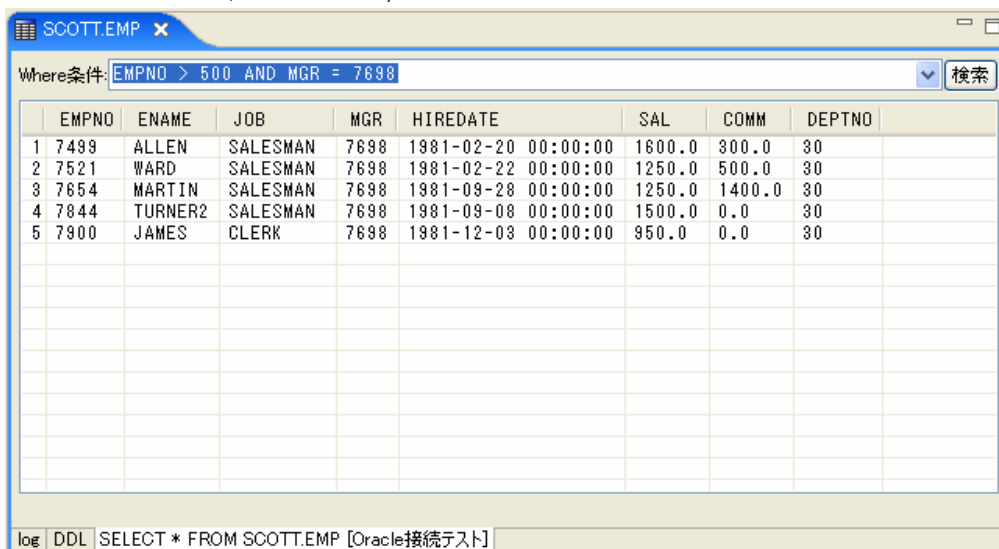 SCOTT.EMP
Where条件: EMPNO > 500 AND MGR = 7698 検索
EMPNO ENAME JOB MGR HIREDATE SAL COMM DEPTNO
1 7499 ALLEN SALESMAN 7698 1981-02-20 00:00:00 1600.0 300.0 30
2 7521 WARD SALESMAN 7698 1981-02-22 00:00:00 1250.0 500.0 30
3 7654 MARTIN SALESMAN 7698 1981-09-28 00:00:00 1250.0 1400.0 30
4 7844 TURNER2 SALESMAN 7698 1981-09-08 00:00:00 1500.0 0.0 30
5 7900 JAMES CLERK 7698 1981-12-03 00:00:00 950.0 0.0 30
log DDL SELECT * FROM SCOTT.EMP [Oracle接続テスト]